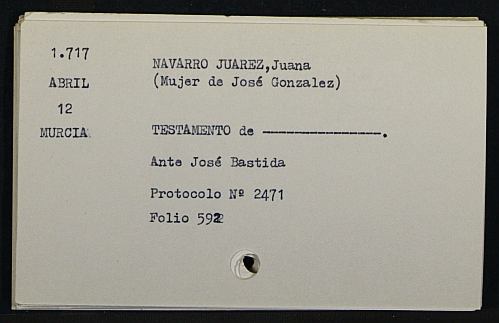 1.717
ABRIL
12
MURCIA
NAVARRO JUAREZ,Juana
(Mujer de José Gonzalez)
TESTAMENTO de ---------------.
Ante José Bastida
Protocolo Nº 2471
Folio 592